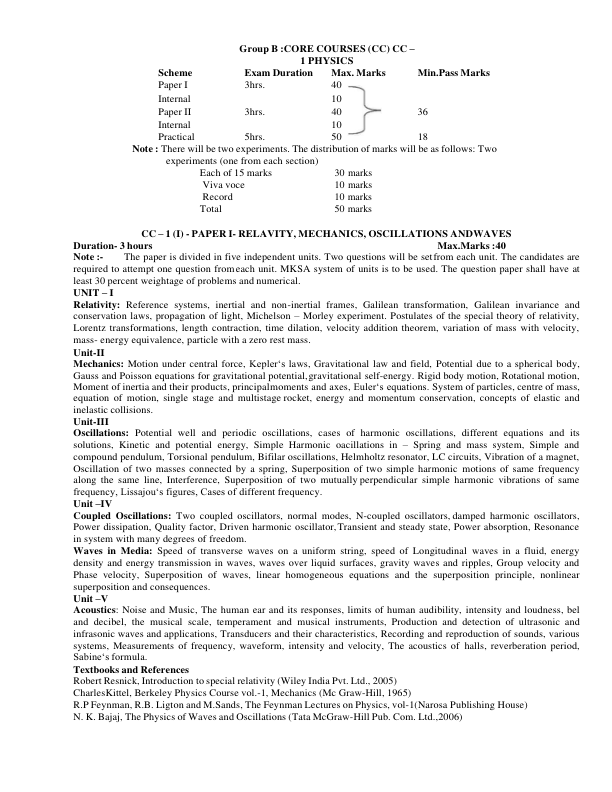 Group B :CORE COURSES (CC) CC –
1 PHYSICS
Scheme Exam Duration Max. Marks Min.Pass Marks
Paper I 3hrs. 40
Internal 10
Paper II 3hrs. 40 36
Internal 10
Practical 5hrs. 50 18
Note : There will be two experiments. The distribution of marks will be as follows: Two
experiments (one from each section)
Each of 15 marks 30 marks
Viva voce 10 marks
Record 10 marks
Total 50 marks
CC – 1 (I) - PAPER I- RELAVITY, MECHANICS, OSCILLATIONS ANDWAVES
Duration- 3 hours Max.Marks :40
Note :- The paper is divided in five independent units. Two questions will be setfrom each unit. The candidates are
required to attempt one question fromeach unit. MKSA system of units is to be used. The question paper shall have at
least 30 percent weightage of problems and numerical.
UNIT – I
Relativity: Reference systems, inertial and non-inertial frames, Galilean transformation, Galilean invariance and
conservation laws, propagation of light, Michelson – Morley experiment. Postulates of the special theory of relativity,
Lorentz transformations, length contraction, time dilation, velocity addition theorem, variation of mass with velocity,
mass- energy equivalence, particle with a zero rest mass.
Unit-II
Mechanics: Motion under central force, Kepler‘s laws, Gravitational law and field, Potential due to a spherical body,
Gauss and Poisson equations for gravitational potential,gravitational self-energy. Rigid body motion, Rotational motion,
Moment of inertia and their products, principalmoments and axes, Euler‘s equations. System of particles, centre of mass,
equation of motion, single stage and multistage rocket, energy and momentum conservation, concepts of elastic and
inelastic collisions.
Unit-III
Oscillations: Potential well and periodic oscillations, cases of harmonic oscillations, different equations and its
solutions, Kinetic and potential energy, Simple Harmonic oacillations in – Spring and mass system, Simple and
compound pendulum, Torsional pendulum, Bifilar oscillations, Helmholtz resonator, LC circuits, Vibration of a magnet,
Oscillation of two masses connected by a spring, Superposition of two simple harmonic motions of same frequency
along the same line, Interference, Superposition of two mutually perpendicular simple harmonic vibrations of same
frequency, Lissajou‘s figures, Cases of different frequency.
Unit –IV
Coupled Oscillations: Two coupled oscillators, normal modes, N-coupled oscillators, damped harmonic oscillators,
Power dissipation, Quality factor, Driven harmonic oscillator,Transient and steady state, Power absorption, Resonance
in system with many degrees of freedom.
Waves in Media: Speed of transverse waves on a uniform string, speed of Longitudinal waves in a fluid, energy
density and energy transmission in waves, waves over liquid surfaces, gravity waves and ripples, Group velocity and
Phase velocity, Superposition of waves, linear homogeneous equations and the superposition principle, nonlinear
superposition and consequences.
Unit –V
Acoustics: Noise and Music, The human ear and its responses, limits of human audibility, intensity and loudness, bel
and decibel, the musical scale, temperament and musical instruments, Production and detection of ultrasonic and
infrasonic waves and applications, Transducers and their characteristics, Recording and reproduction of sounds, various
systems, Measurements of frequency, waveform, intensity and velocity, The acoustics of halls, reverberation period,
Sabine‘s formula.
Textbooks and References
Robert Resnick, Introduction to special relativity (Wiley India Pvt. Ltd., 2005)
CharlesKittel, Berkeley Physics Course vol.-1, Mechanics (Mc Graw-Hill, 1965)
R.P Feynman, R.B. Ligton and M.Sands, The Feynman Lectures on Physics, vol-1(Narosa Publishing House)
N. K. Bajaj, The Physics of Waves and Oscillations (Tata McGraw-Hill Pub. Com. Ltd.,2006)